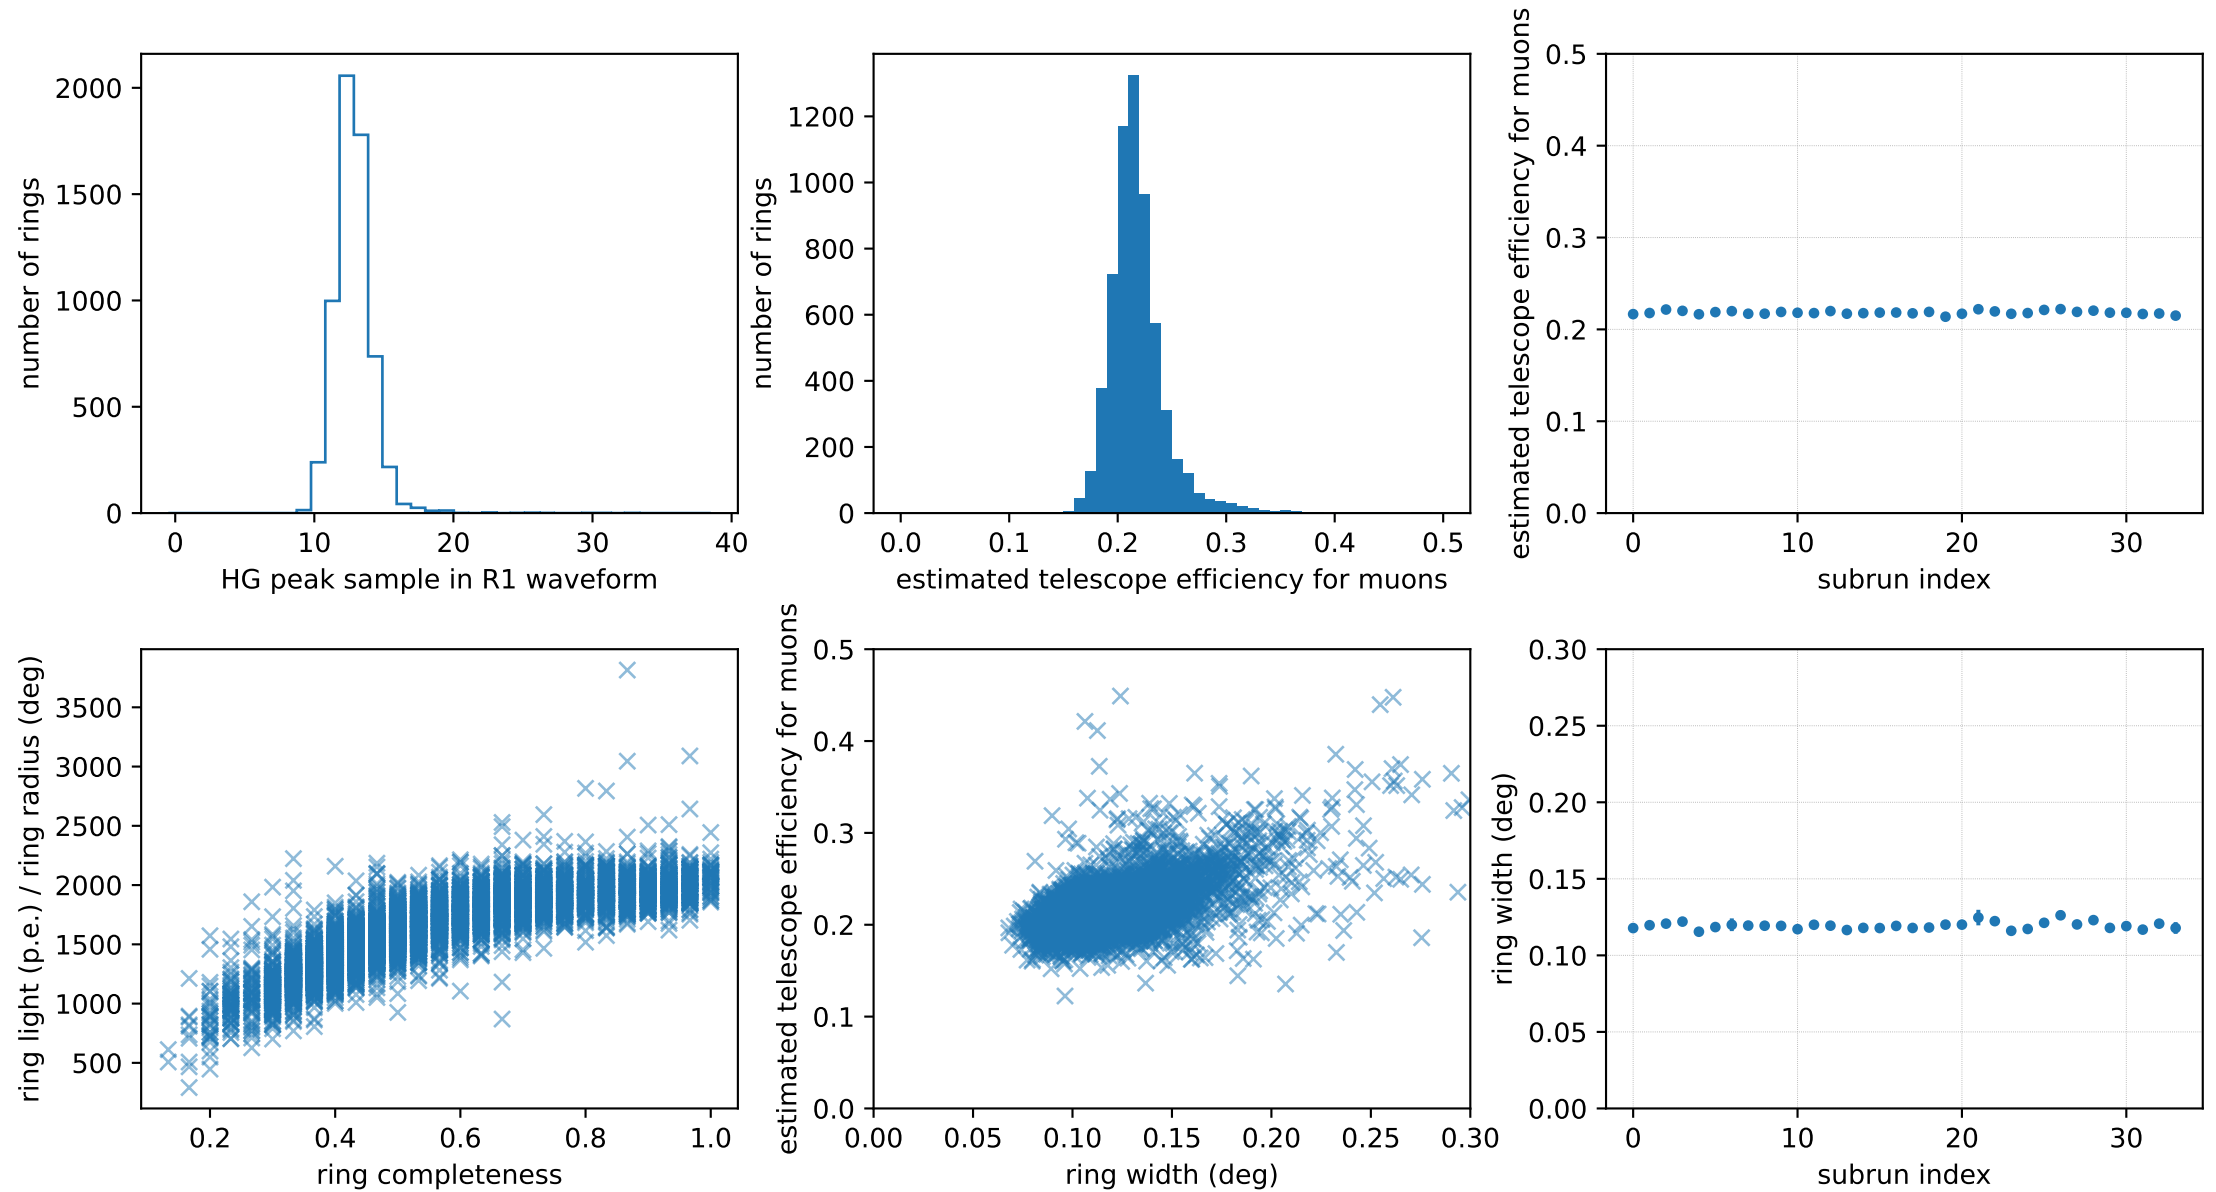 2000
1500
1000
500
0
number of rings
0 10 20 30 40
HG peak sample in R1 waveform
1200
1000
800
600
400
200
0
number of rings
0.0 0.1 0.2 0.3 0.4 0.5
estimated telescope efficiency for muons
0.5
0.4
0.3
0.2
0.1
0.0
estimated telescope efficiency for muons
0 10 20 30
subrun index
3500
3000
2500
2000
1500
1000
500
ring light (p.e.) / ring radius (deg)
0.2 0.4 0.6 0.8 1.0
ring completeness
0.5
0.4
0.3
0.2
0.1
0.0
estimated telescope efficiency for muons
0.00 0.05 0.10 0.15 0.20 0.25 0.30
ring width (deg)
0.30
0.25
0.20
0.15
0.10
0.05
0.00
ring width (deg)
0 10 20 30
subrun index